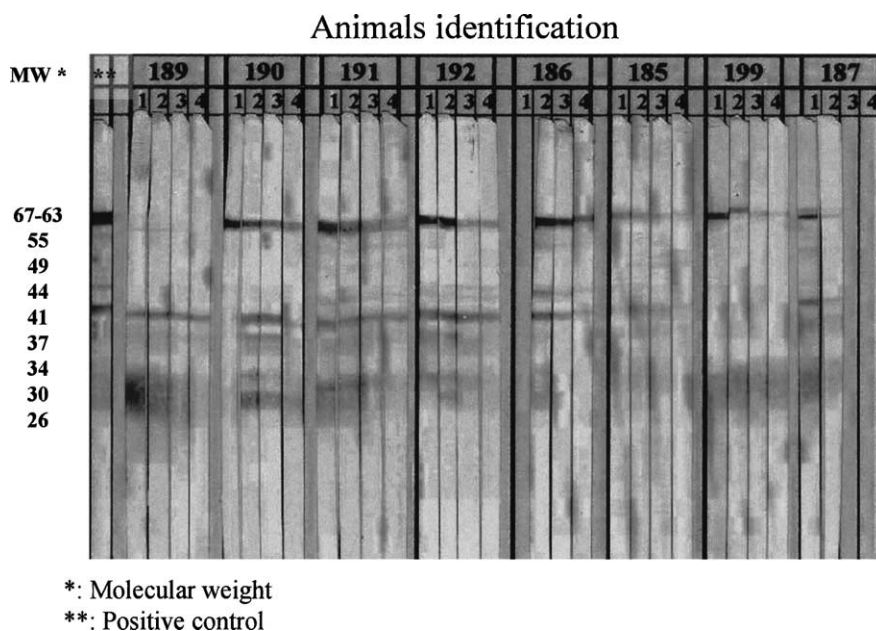 Animals identification
MW * ** 189 190 191 192 186 185 199 187
1 2 3 4 1 2 3 4 1 2 3 4 1 2 3 4 1 2 3 4 1 2 3 4 1 2 3 4 1 2 3 4
67-63
55
49
44
41
37
34
30
26
*: Molecular weight
**: Positive control